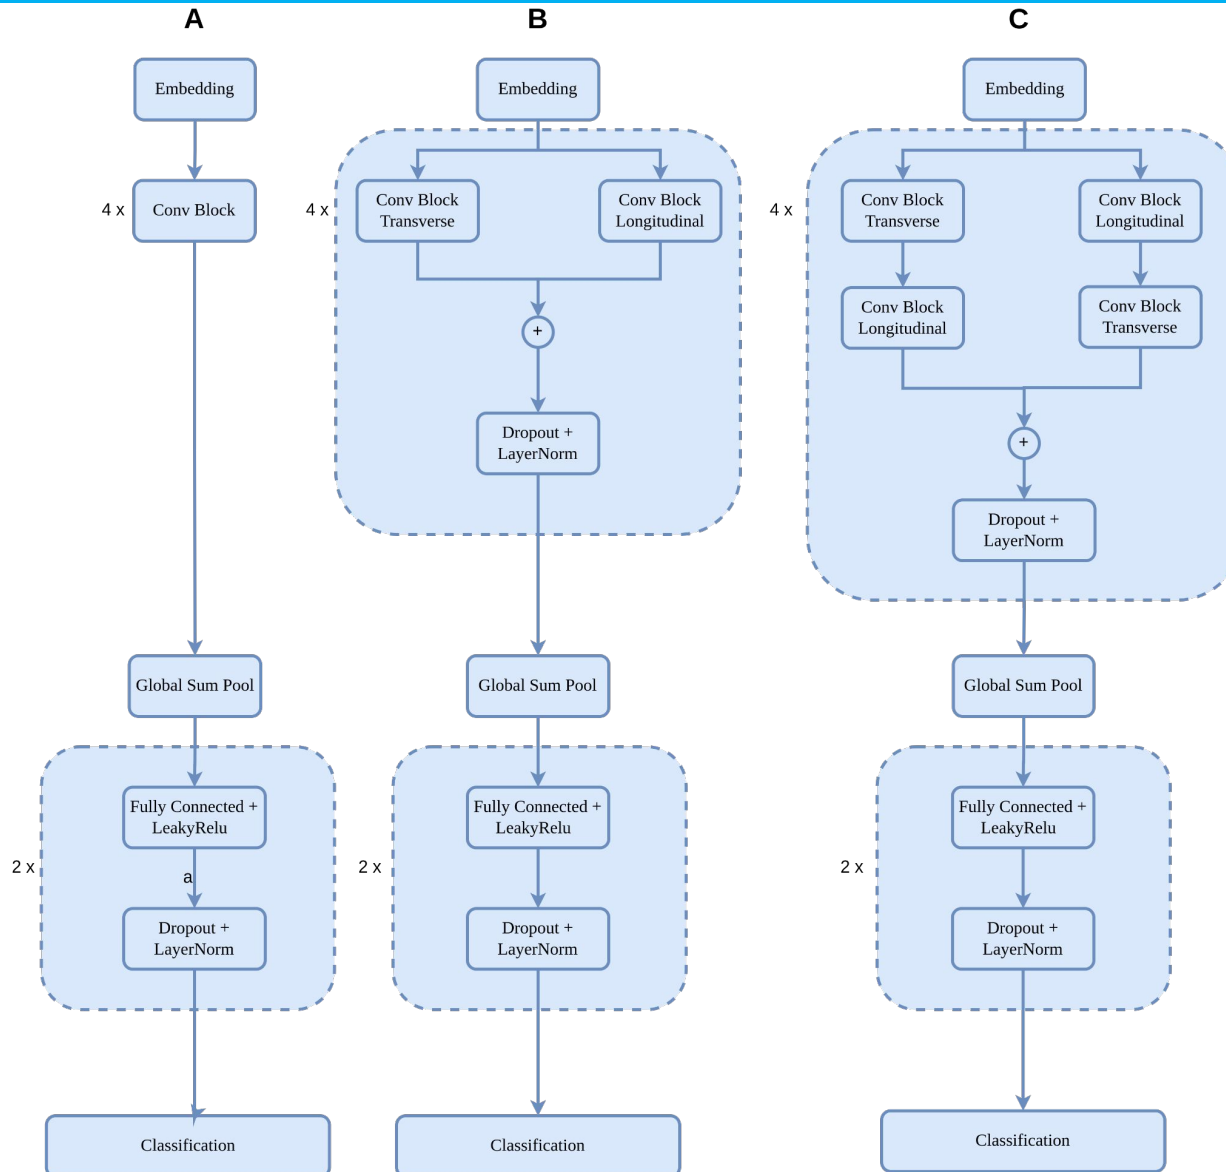 A
B
C
Embedding
Embedding
Embedding
4 x
Conv Block
4 x
Conv Block
Transverse
Conv Block
Longitudinal
4 x
Conv Block
Transverse
Conv Block
Longitudinal
Conv Block
Longitudinal
Conv Block
Transverse
+
+
Dropout +
LayerNorm
Dropout +
LayerNorm
Global Sum Pool
Global Sum Pool
Global Sum Pool
2 x
Fully Connected +
LeakyRelu
a
Dropout +
LayerNorm
2 x
Fully Connected +
LeakyRelu
Dropout +
LayerNorm
2 x
Fully Connected +
LeakyRelu
Dropout +
LayerNorm
Classification
Classification
Classification